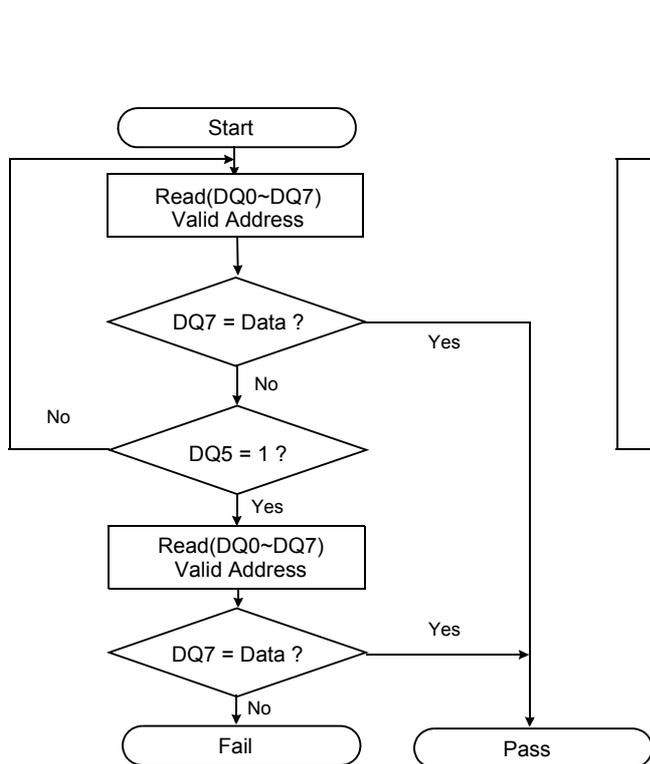 Start
Read(DQ0~DQ7)
Valid Address
DQ7 = Data ?
Yes
No
No
DQ5 = 1 ?
Yes
Read(DQ0~DQ7)
Valid Address
Yes
DQ7 = Data ?
No
Fail
Pass